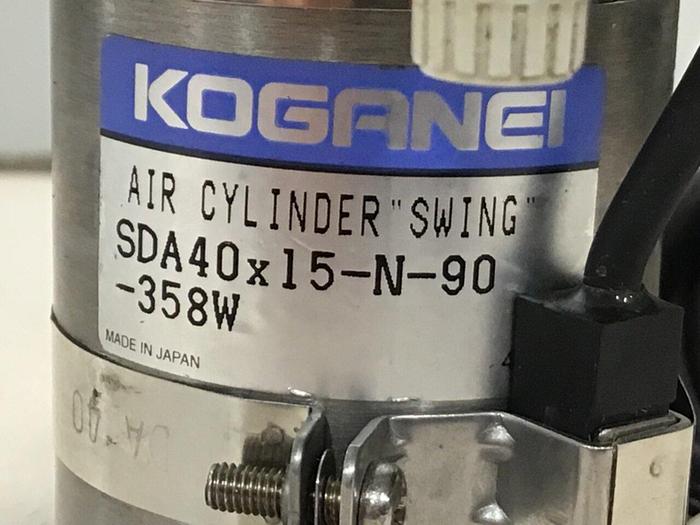 KOGANEI
AIR CYLINDER "SWING"
SDA40x15-N-90
-358W
MADE IN JAPAN